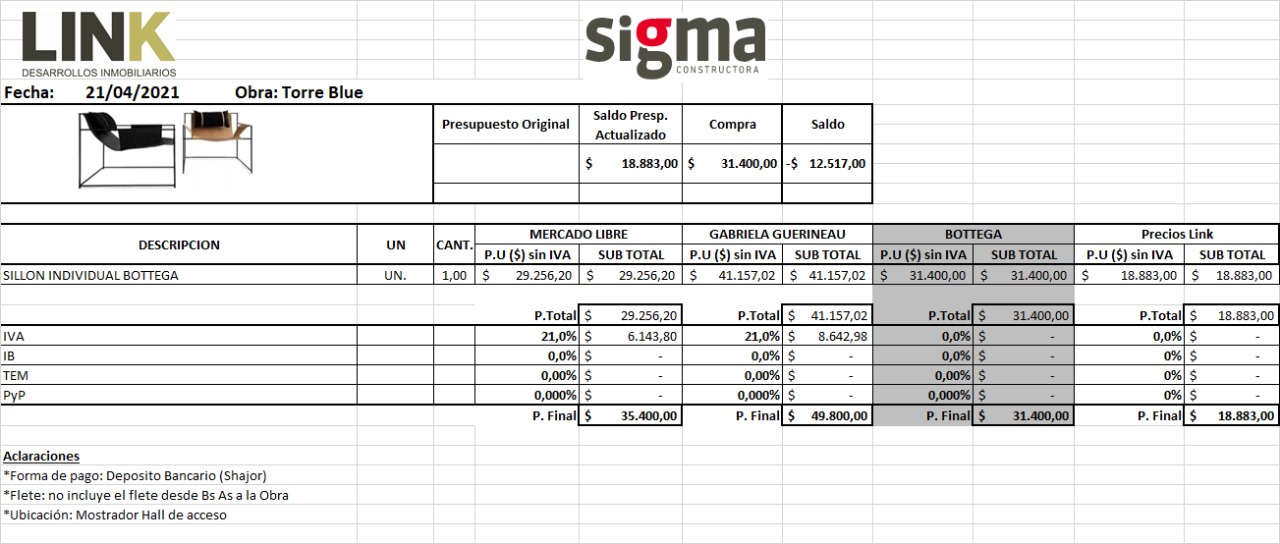 LINK
DESARROLLOS INMOBILIARIOS
sigma
CONSTRUCTORA
Fecha: 21/04/2021 Obra: Torre Blue
Presupuesto Original Saldo Presp. Actualizado Compra Saldo
$ 18.883,00 $ 31.400,00 -$ 12.517,00
MERCADO LIBRE GABRIELA GUERINEAU BOTTEGA Precios Link
DESCRIPCION UN CANT. P.U ($) sin IVA SUB TOTAL P.U ($) sin IVA SUB TOTAL P.U ($) sin IVA SUB TOTAL P.U ($) sin IVA SUB TOTAL
SILLON INDIVIDUAL BOTTEGA UN. 1,00 $ 29.256,20 $ 29.256,20 $ 41.157,02 $ 41.157,02 $ 31.400,00 $ 31.400,00 $ 18.883,00 $ 18.883,00
P.Total $ 29.256,20 P.Total $ 41.157,02 P.Total $ 31.400,00 P.Total $ 18.883,00
IVA 21,0% $ 6.143,80 21,0% $ 8.642,98 0,0% $ - 0,0% $ -
IB 0,0% $ - 0,0% $ - 0,0% $ - 0% $ -
TEM 0,00% $ - 0,00% $ - 0,00% $ - 0% $ -
PyP 0,000% $ - 0,000% $ - 0,000% $ - 0% $ -
P. Final $ 35.400,00 P. Final $ 49.800,00 P. Final $ 31.400,00 P. Final $ 18.883,00
Aclaraciones
*Forma de pago: Deposito Bancario (Shajor)
*Flete: no incluye el flete desde Bs As a la Obra
*Ubicación: Mostrador Hall de acceso